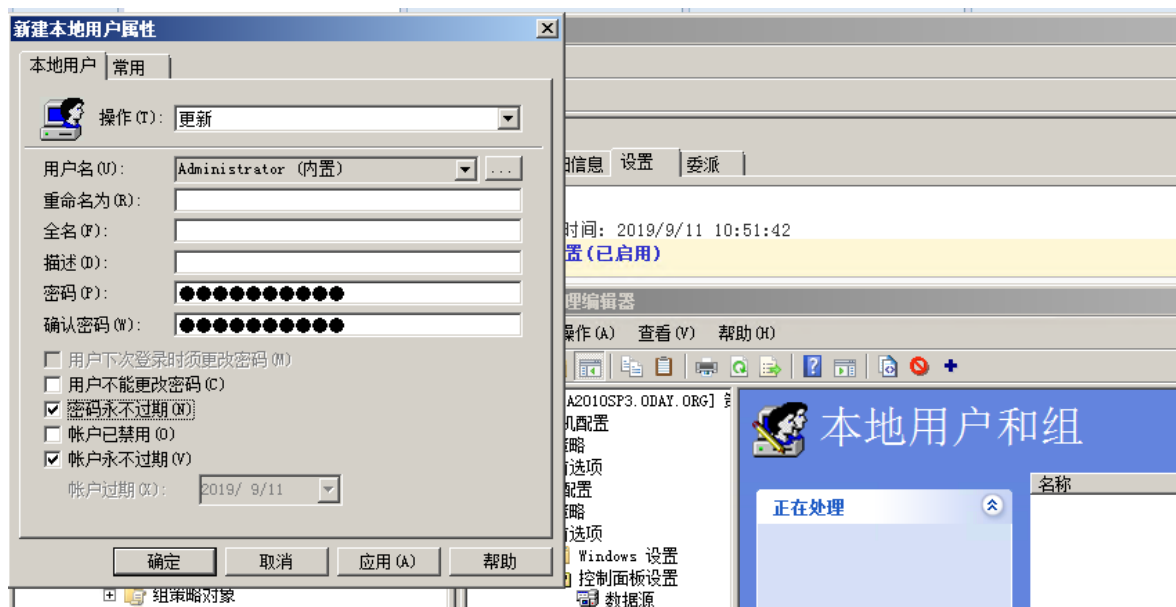 新建本地用户属性
本地用户 常用
操作(T): 更新
用户名(U): Administrator (内置) ...
重命名为(R):
全名(F):
描述(D):
密码(P): ●●●●●●●●●●
确认密码(W): ●●●●●●●●●●
用户下次登录时须更改密码(M)
用户不能更改密码(C)
密码永不过期(N)
帐户已禁用(O)
帐户永不过期(V)
帐户过期(X): 2019/ 9/11
确定 取消 应用(A) 帮助
组策略对象
信息 设置 委派
时间: 2019/9/11 10:51:42
置(已启用)
理编辑器
操作(A) 查看(V) 帮助(H)
A2010SP3.0DAY.ORG]
机配置
策略
首选项
配置
策略
首选项
Windows 设置
控制面板设置
数据源
本地用户和组
正在处理
名称